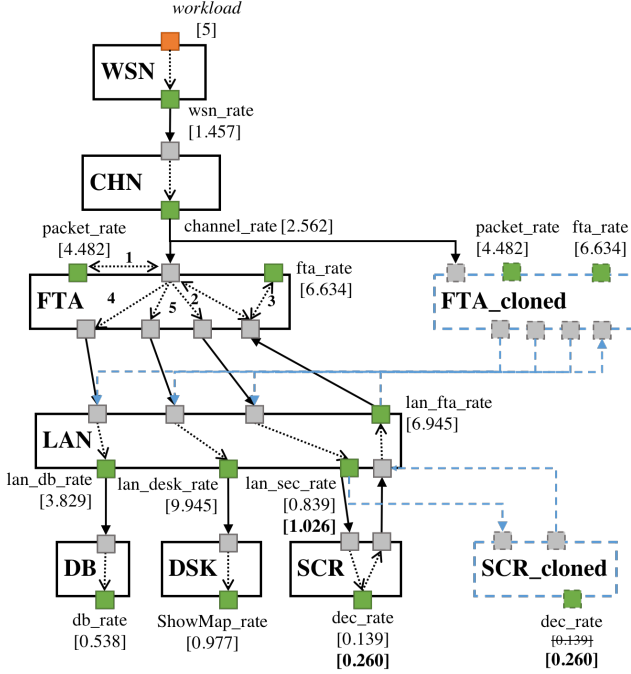 workload
[5]
WSN
wsn_rate
[1.457]
CHN
channel_rate [2.562]
packet_rate
[4.482]
1
fta_rate
[6.634]
FTA
4
5
2
3
packet_rate
[4.482]
fta_rate
[6.634]
FTA_cloned
lan_fta_rate
[6.945]
LAN
lan_db_rate
[3.829]
lan_desk_rate
[9.945]
lan_sec_rate
[0.839]
[1.026]
DB
DSK
SCR
SCR_cloned
db_rate
[0.538]
ShowMap_rate
[0.977]
dec_rate
[0.139]
[0.260]
dec_rate
[0.139]
[0.260]